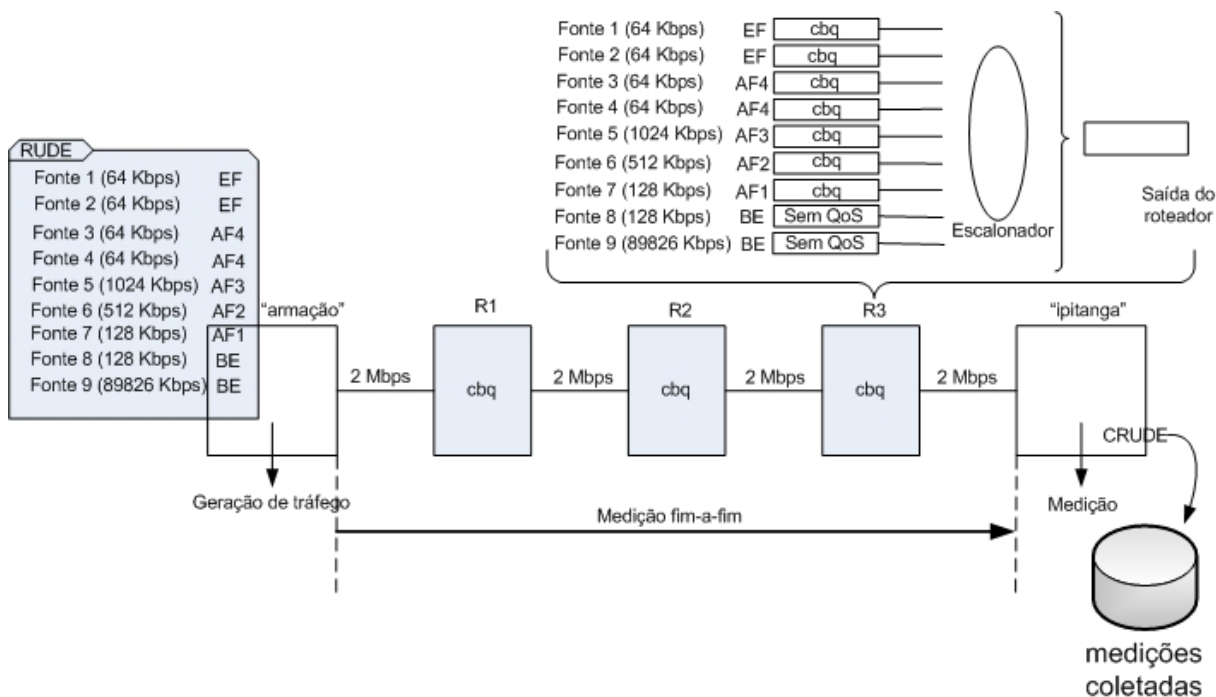 Fonte 1 (64 Kbps) EF cbq
Fonte 2 (64 Kbps) EF cbq
Fonte 3 (64 Kbps) AF4 cbq
Fonte 4 (64 Kbps) AF4 cbq
Fonte 5 (1024 Kbps) AF3 cbq
Fonte 6 (512 Kbps) AF2 cbq
Fonte 7 (128 Kbps) AF1 cbq
Fonte 8 (128 Kbps) BE Sem QoS
Fonte 9 (89826 Kbps) BE Sem QoS
Escalonador
Saída do
roteador
RUDE
Fonte 1 (64 Kbps) EF
Fonte 2 (64 Kbps) EF
Fonte 3 (64 Kbps) AF4
Fonte 4 (64 Kbps) AF4
Fonte 5 (1024 Kbps) AF3
Fonte 6 (512 Kbps) AF2
Fonte 7 (128 Kbps) AF1
Fonte 8 (128 Kbps) BE
Fonte 9 (89826 Kbps) BE
"armação"
R1
R2
R3
"ipitanga"
2 Mbps
cbq
2 Mbps
cbq
2 Mbps
cbq
2 Mbps
CRUDE
Geração de tráfego
Medição fim-a-fim
Medição
medições
coletadas